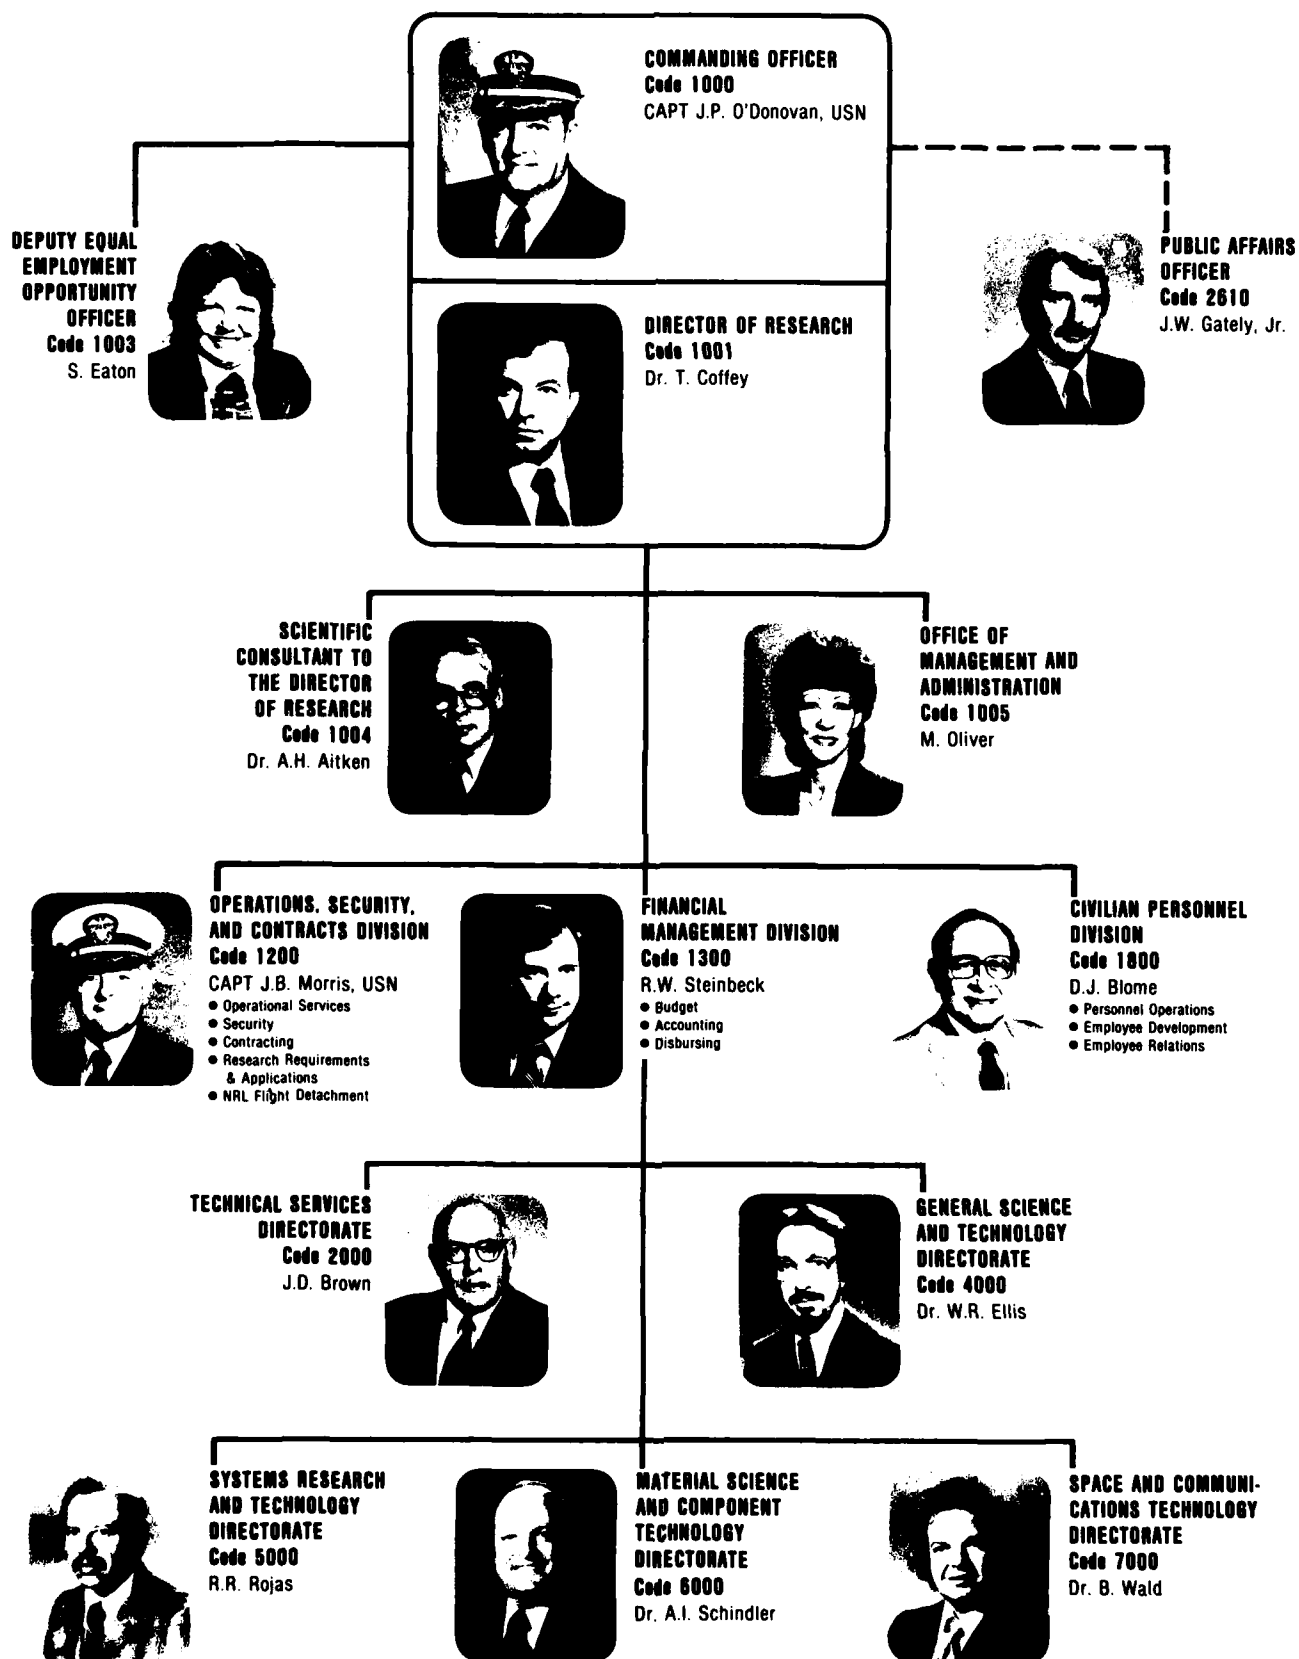 COMMANDING OFFICER
Code 1000
CAPT J.P. O'Donovan, USN
DEPUTY EQUAL
EMPLOYMENT
OPPORTUNITY
OFFICER
Code 1003
S. Eaton
PUBLIC AFFAIRS
OFFICER
Code 2610
J.W. Gately, Jr.
DIRECTOR OF RESEARCH
Code 1001
Dr. T. Coffey
SCIENTIFIC
CONSULTANT TO
THE DIRECTOR
OF RESEARCH
Code 1004
Dr. A.H. Aitken
OFFICE OF
MANAGEMENT AND
ADMINISTRATION
Code 1005
M. Oliver
OPERATIONS, SECURITY,
AND CONTRACTS DIVISION
Code 1200
CAPT J.B. Morris, USN
● Operational Services
● Security
● Contracting
● Research Requirements
& Applications
● NRL Flight Detachment
FINANCIAL
MANAGEMENT DIVISION
Code 1300
R.W. Steinbeck
● Budget
● Accounting
● Disbursing
CIVILIAN PERSONNEL
DIVISION
Code 1800
D.J. Blome
● Personnel Operations
● Employee Development
● Employee Relations
TECHNICAL SERVICES
DIRECTORATE
Code 2000
J.D. Brown
GENERAL SCIENCE
AND TECHNOLOGY
DIRECTORATE
Code 4000
Dr. W.R. Ellis
SYSTEMS RESEARCH
AND TECHNOLOGY
DIRECTORATE
Code 5000
R.R. Rojas
MATERIAL SCIENCE
AND COMPONENT
TECHNOLOGY
DIRECTORATE
Code 6000
Dr. A.I. Schindler
SPACE AND COMMUNI-
CATIONS TECHNOLOGY
DIRECTORATE
Code 7000
Dr. B. Wald